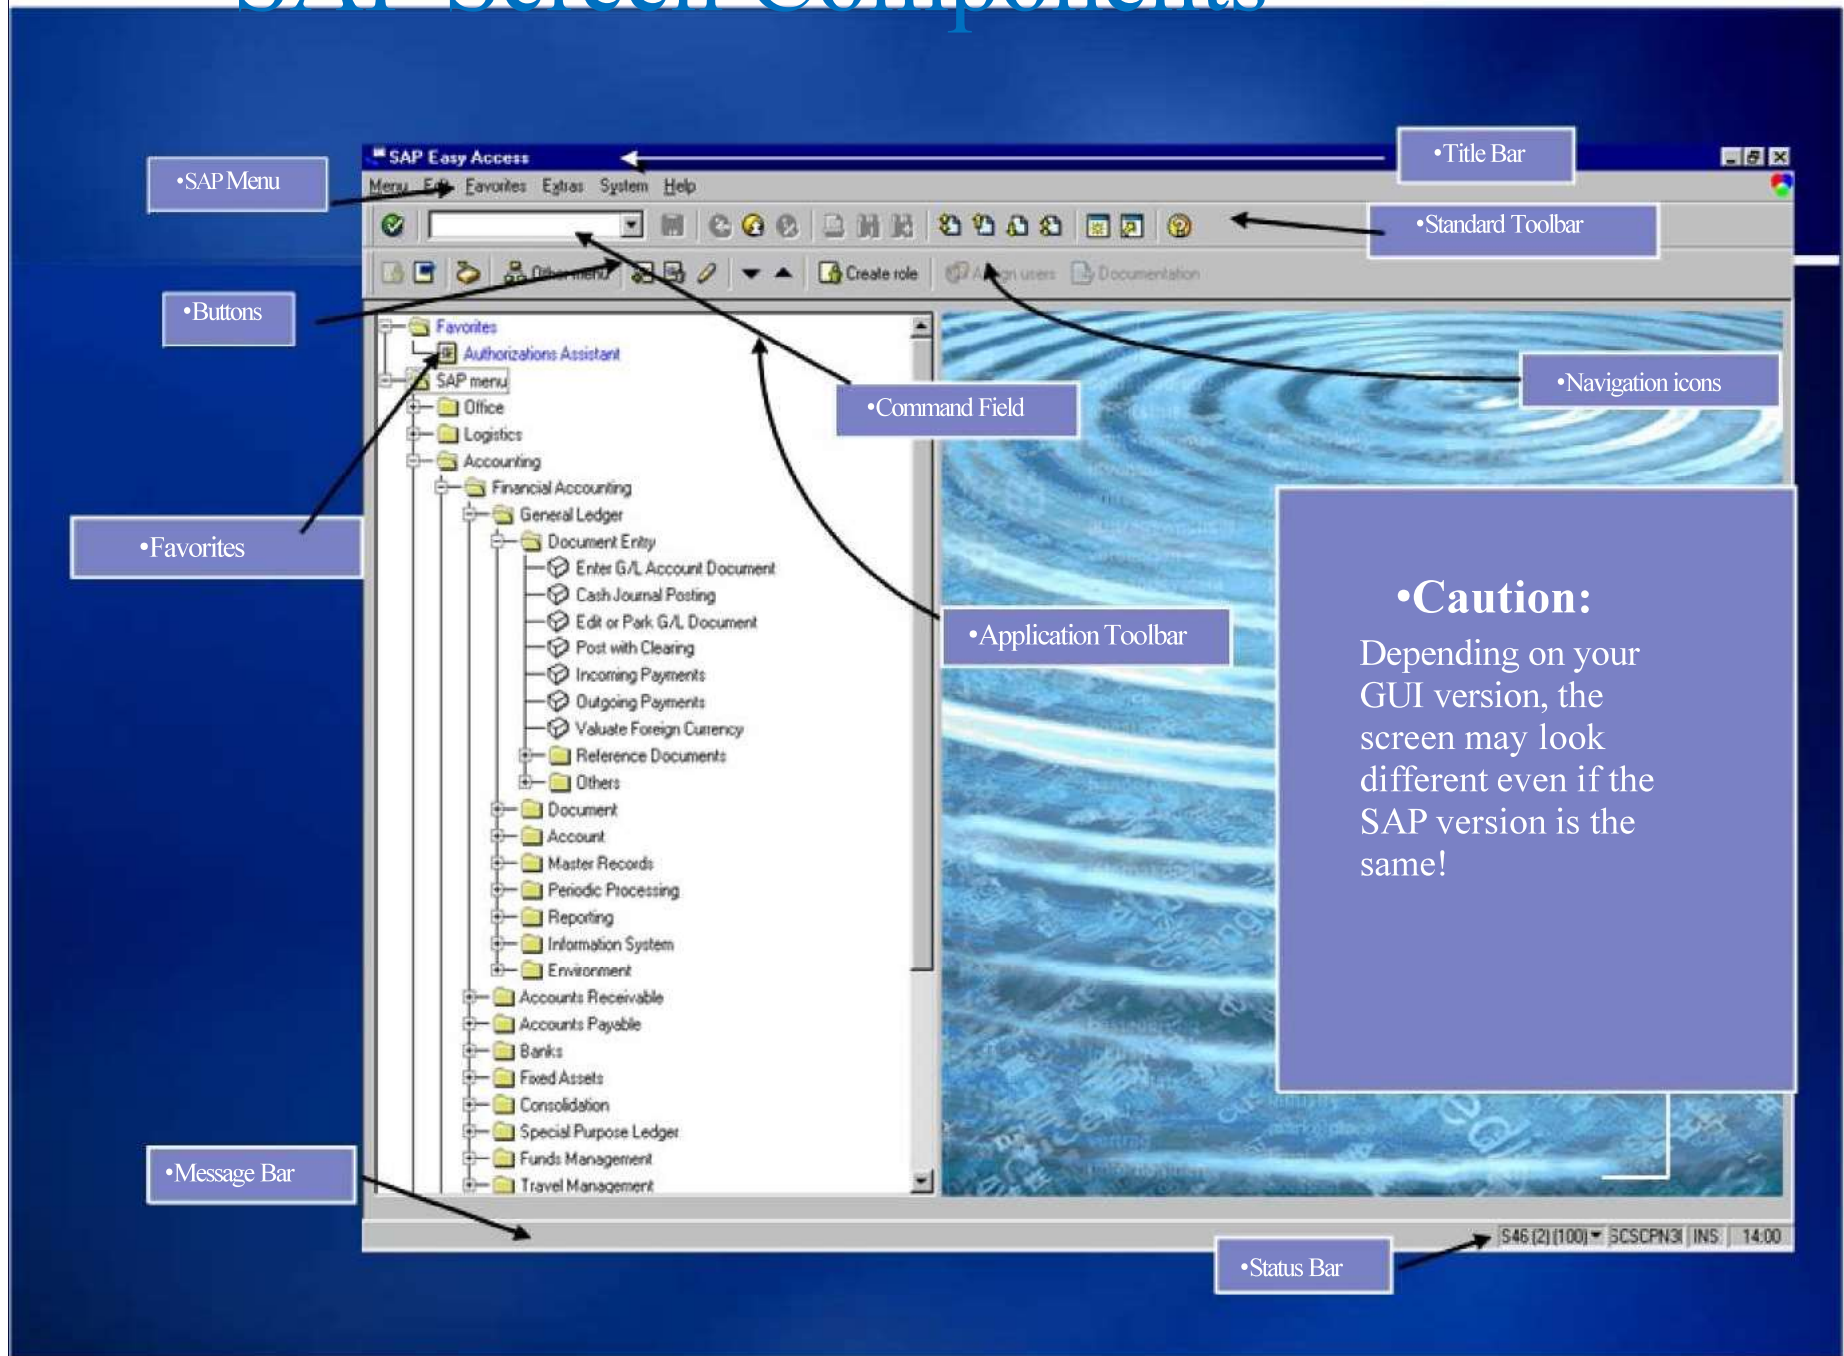 SAP Screen Components
•SAP Menu
SAP Easy Access
•Title Bar
Menu Edit Favorites Extras System Help
•Standard Toolbar
Other menu
Create role
Assign users
Documentation
•Buttons
Favorites
Authorizations Assistant
SAP menu
Office
Logistics
Accounting
Financial Accounting
General Ledger
Document Entry
Enter G/L Account Document
Cash Journal Posting
Edit or Park G/L Document
Post with Clearing
Incoming Payments
Outgoing Payments
Valuate Foreign Currency
Reference Documents
Others
Document
Account
Master Records
Periodic Processing
Reporting
Information System
Environment
Accounts Receivable
Accounts Payable
Banks
Fixed Assets
Consolidation
Special Purpose Ledger
Funds Management
Travel Management
•Navigation icons
•Command Field
•Favorites
•Application Toolbar
•Caution:
Depending on your
GUI version, the
screen may look
different even if the
SAP version is the
same!
•Message Bar
•Status Bar
S46 (2) (100) INS 14:00